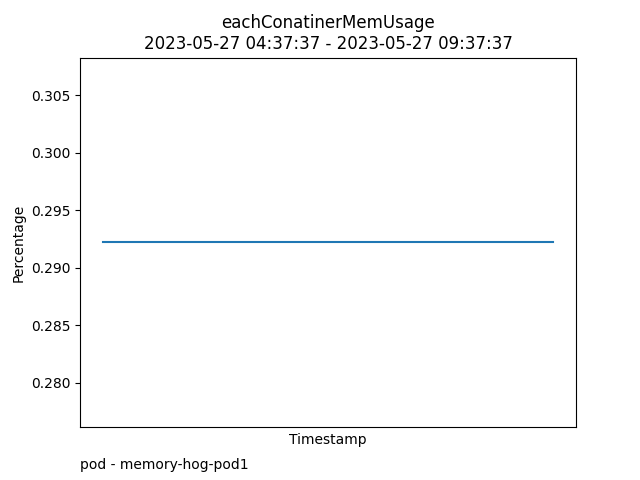 eachConatinerMemUsage
2023-05-27 04:37:37 - 2023-05-27 09:37:37
0.305
0.300
0.295
0.290
0.285
0.280
Percentage
Timestamp
pod - memory-hog-pod1